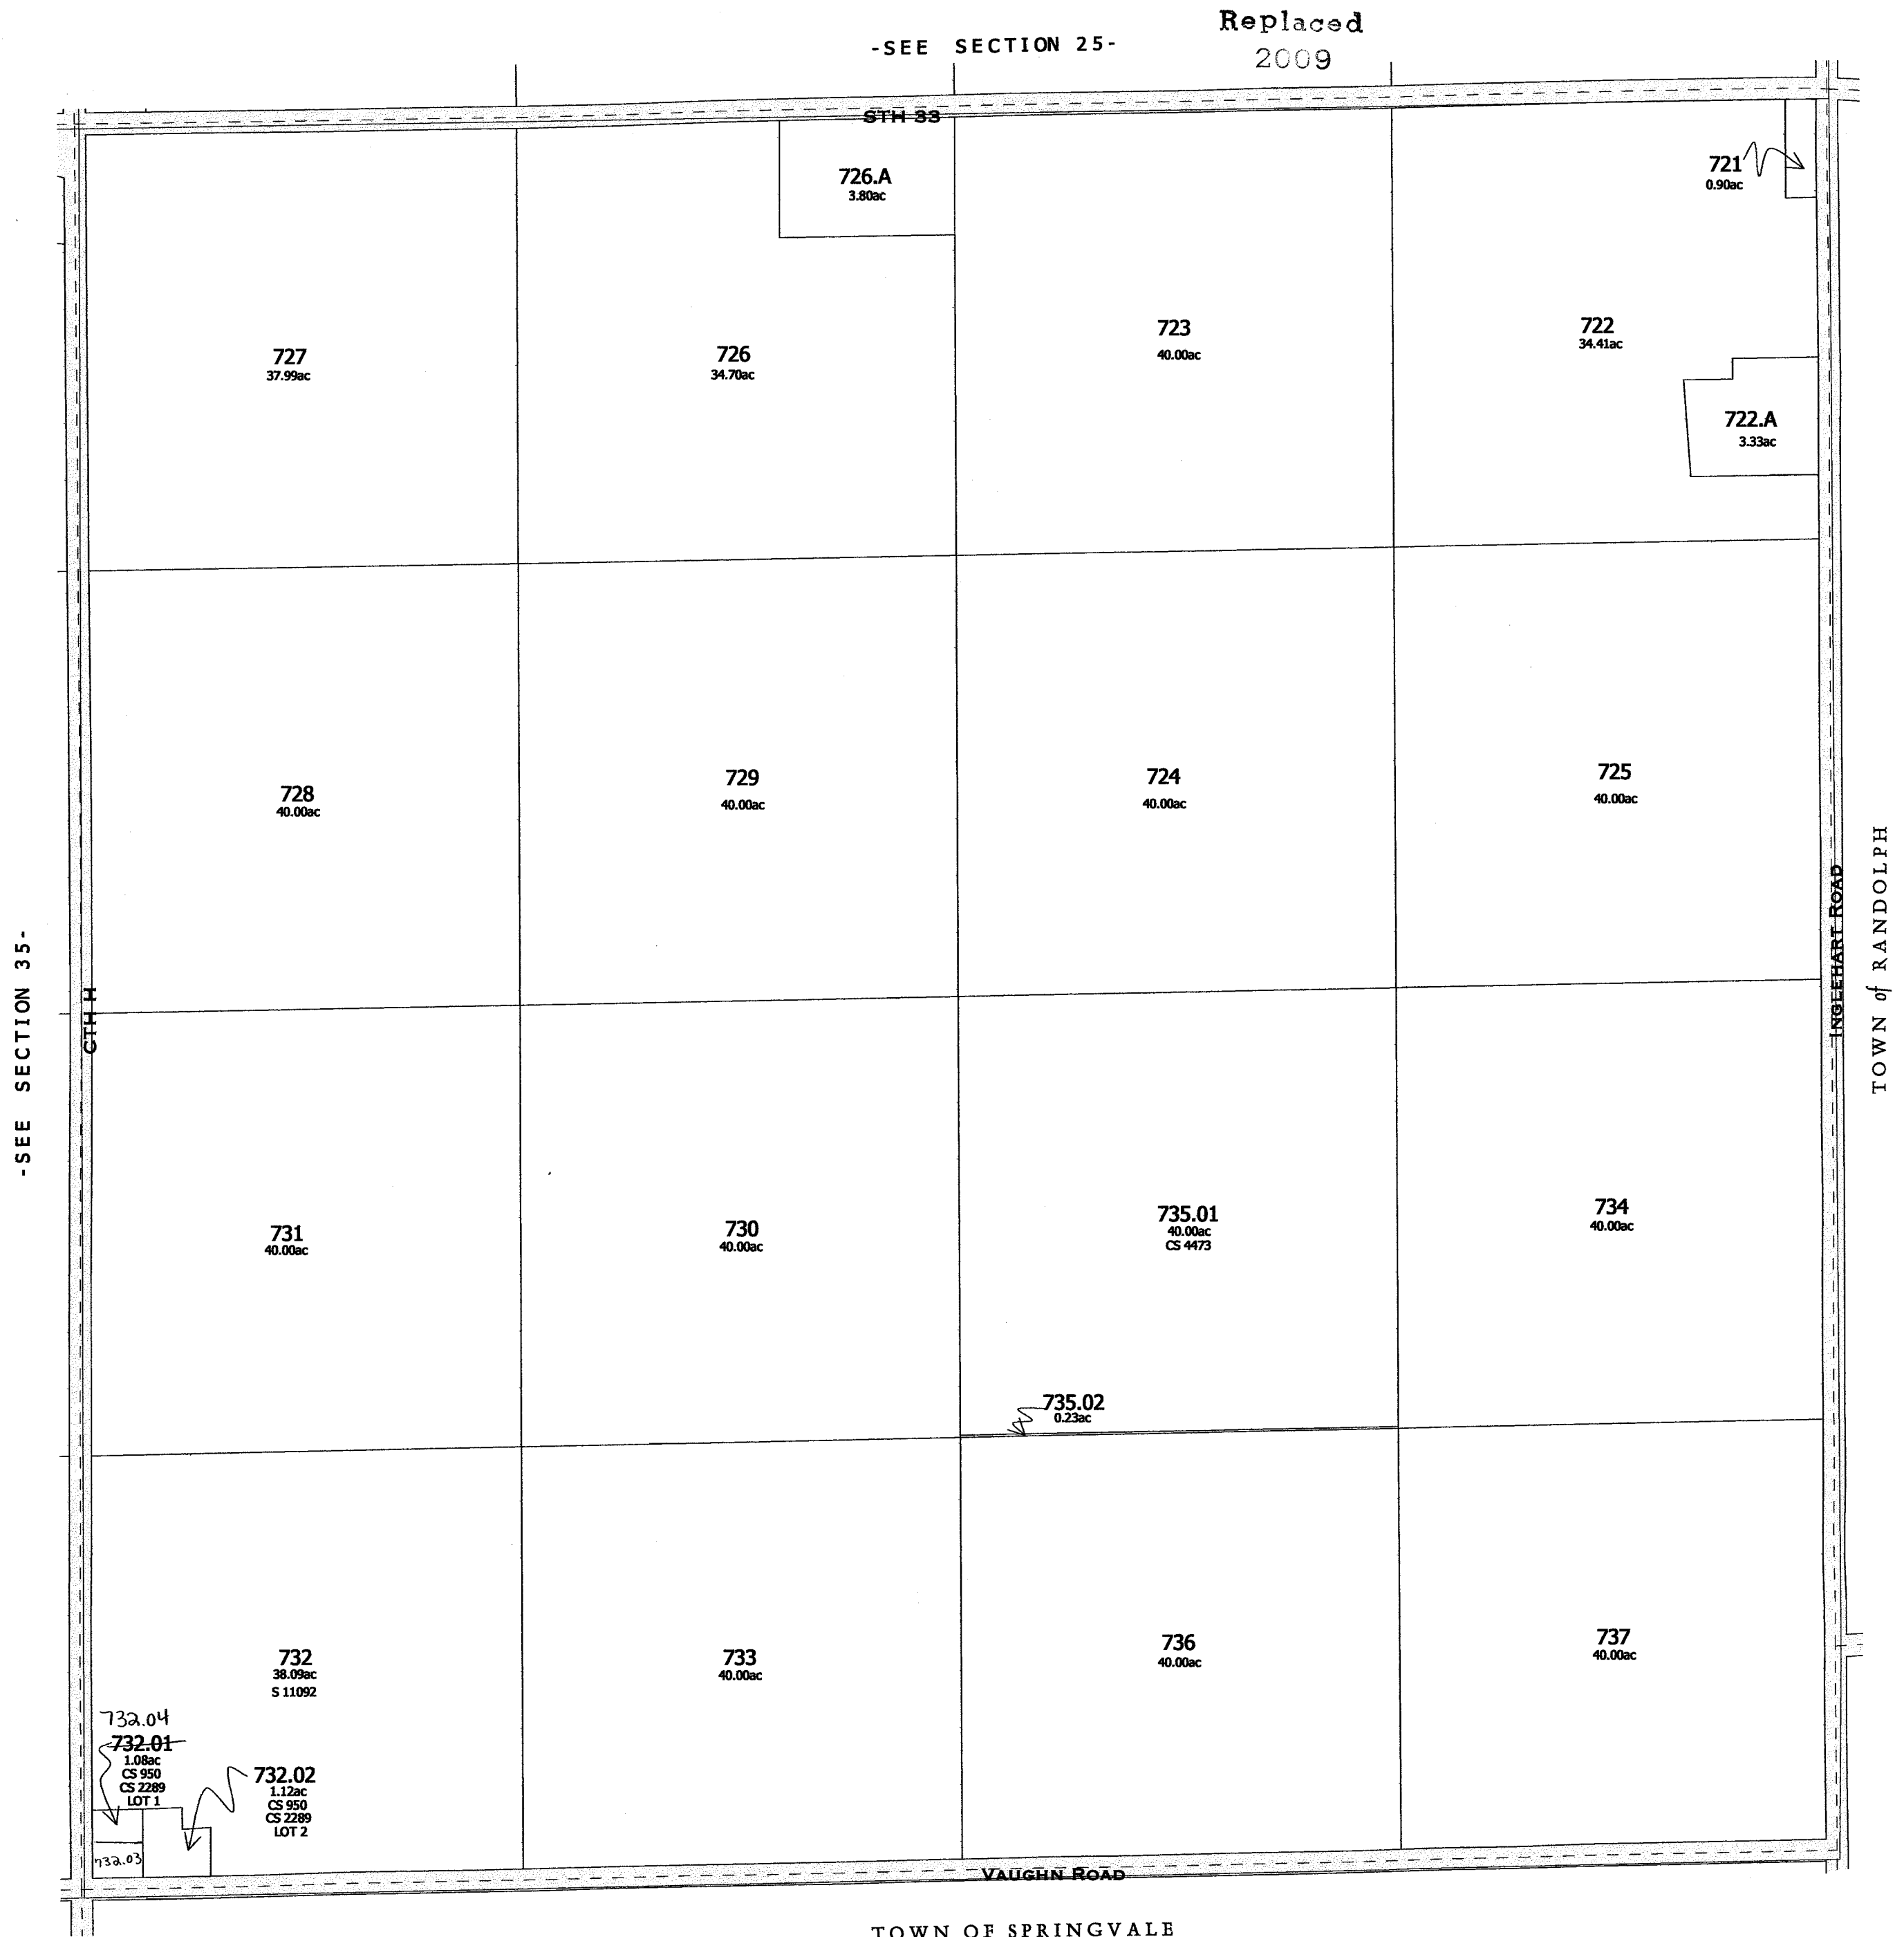 Replaced
2009
-SEE SECTION 25-
STH 33
726.A
3.80ac
721
0.90ac
727
37.99ac
726
34.70ac
723
40.00ac
722
34.41ac
722.A
3.33ac
728
40.00ac
729
40.00ac
724
40.00ac
725
40.00ac
-SEE SECTION 35-
CTH H
INGLEHART ROAD
TOWN of RANDOLPH
731
40.00ac
730
40.00ac
735.01
40.00ac
CS 4473
734
40.00ac
735.02
0.23ac
732
38.09ac
S 11092
733
40.00ac
736
40.00ac
737
40.00ac
732.04
732.01
1.08ac
CS 950
CS 2289
LOT 1
732.02
1.12ac
CS 950
CS 2289
LOT 2
732.03
VAUGHN ROAD
TOWN OF SPRINGVALE